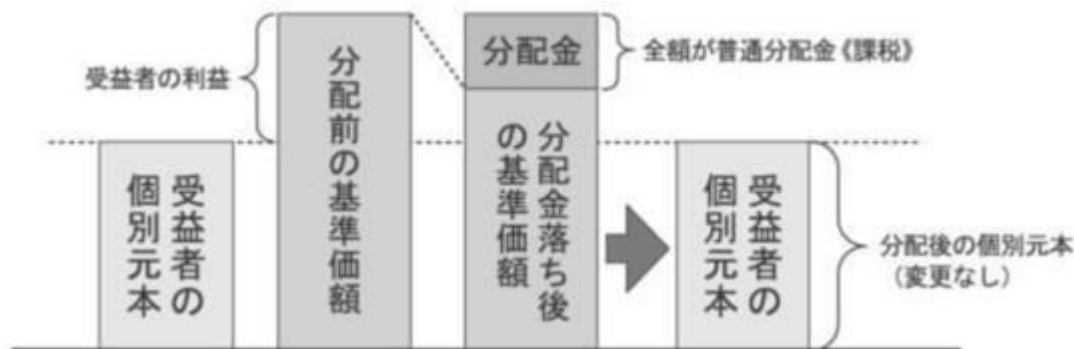 受益者の利益
受益者の
個別元本
分配前の基準価額
分配金
全額が普通分配金《課税》
分配金落ち後
の基準価額
受益者の
個別元本
分配後の個別元本
（変更なし）